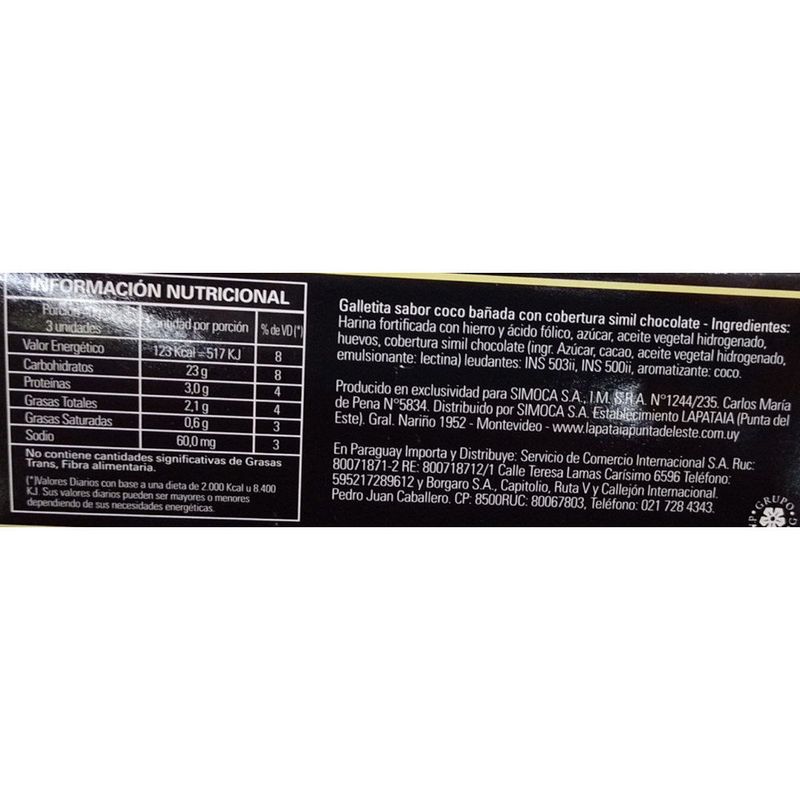 INFORMACIÓN NUTRICIONAL
Porción
3 unidades Cantidad por porción % de VD(*)
Valor Energético 123 Kcal = 517 KJ 8
Carbohidratos 23 g 8
Proteínas 3,0 g 4
Grasas Totales 2,1 g 4
Grasas Saturadas 0,6 g 3
Sodio 60,0 mg 3
No contiene cantidades significativas de Grasas
Trans, Fibra alimentaria.
(*)Valores Diarios con base a una dieta de 2.000 Kcal u 8.400
KJ Sus valores diarios pueden ser mayores o menores
dependiendo de sus necesidades energéticas.
Galletita sabor coco bañada con cobertura simil chocolate - Ingredientes:
Harina fortificada con hierro y ácido fólico, azúcar, aceite vegetal hidrogenado,
huevos, cobertura simil chocolate (ingr. Azúcar, cacao, aceite vegetal hidrogenado,
emulsionante: lectina) leudantes: INS 503ii, INS 500ii, aromatizante: coco.
Producido en exclusividad para SIMOCA S.A., I.M. S.R.A. N°1244/235. Carlos María
de Pena N°5834. Distribuido por SIMOCA S.A. Establecimiento LAPATAIA (Punta del
Este). Gral. Nariño 1952 - Montevideo - www.lapataiapuntadeleste.com.uy
En Paraguay Importa y Distribuye: Servicio de Comercio Internacional S.A. Ruc:
80071871-2 RE: 800718712/1 Calle Teresa Lamas Carísimo 6596 Teléfono:
595217289612 y Borgaro S.A., Capitolio, Ruta V y Callejón Internacional.
Pedro Juan Caballero. CP: 8500RUC: 80067803, Teléfono: 021 728 4343.
GRUPO